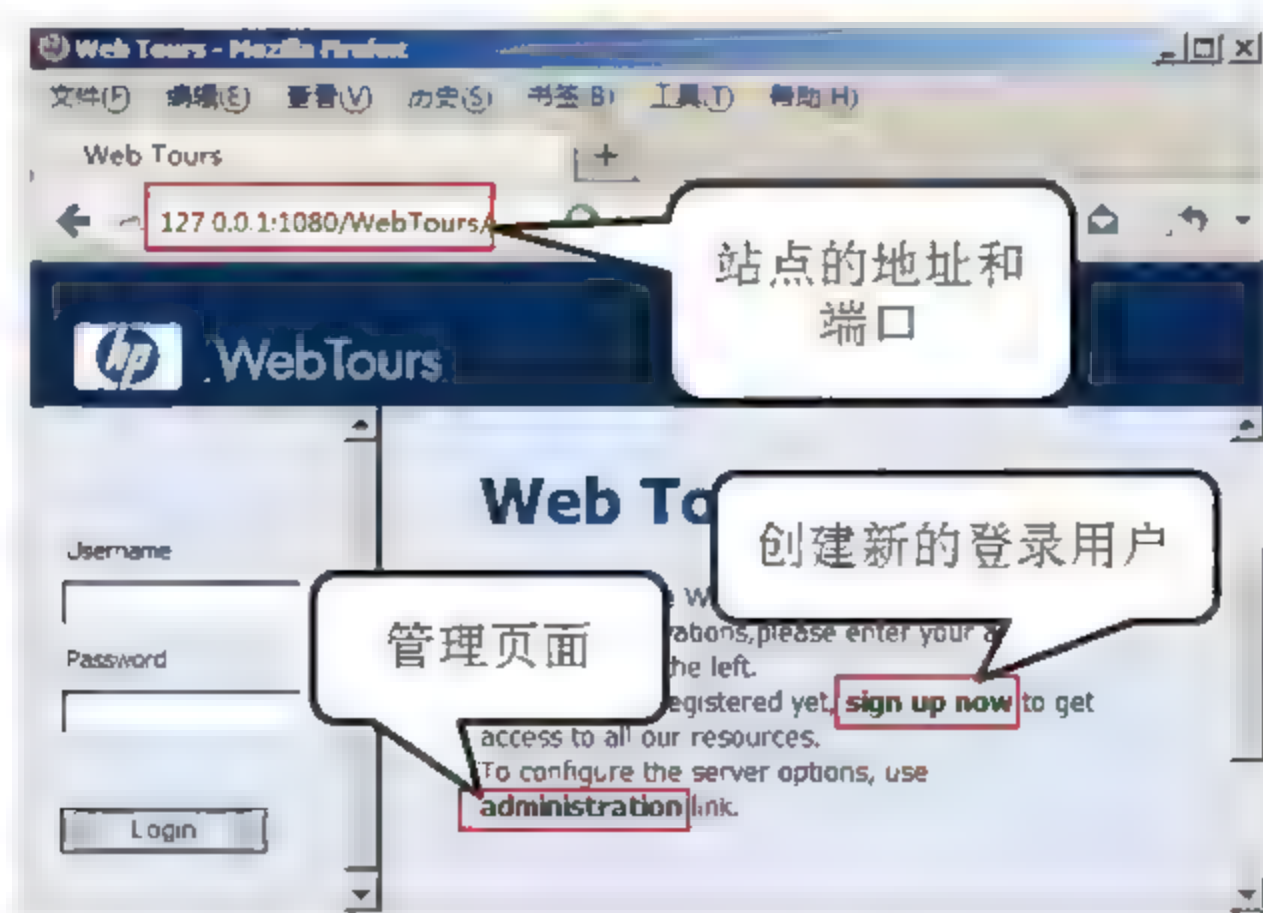 Web Tours - Mozilla Firefox
文件(F) 编辑(E) 查看(V) 历史(S) 书签(B) 工具(T) 帮助(H)
Web Tours
127.0.0.1:1080/WebTours/
站点的地址和
端口
hp WebTours
Web To
创建新的登录用户
Username
W
管理页面
vations,please enter your a
Password
he left.
egistered yet, sign up now to get
access to all our resources.
To configure the server options, use
administration link.
Login